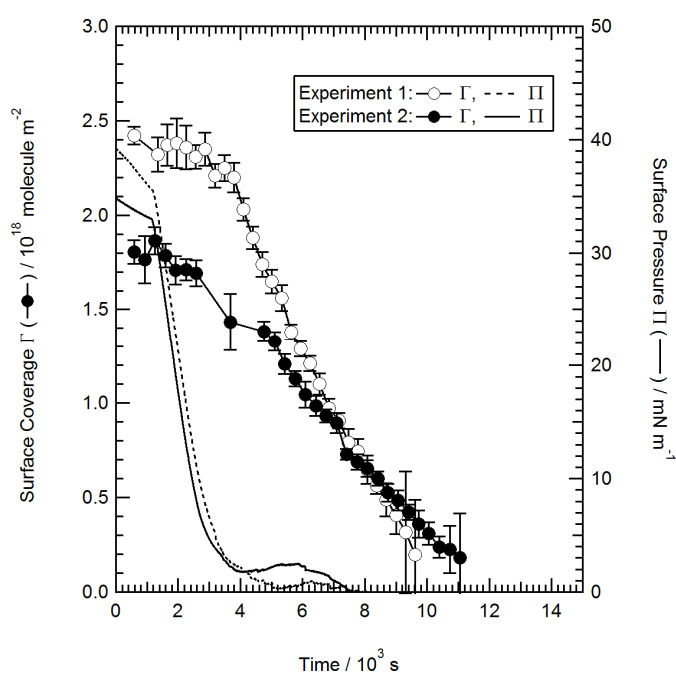 3.0
2.5
2.0
1.5
1.0
0.5
0.0
50
40
30
20
10
0
0 2 4 6 8 10 12 14
Experiment 1: Γ, Π
Experiment 2: Γ, Π
Surface Coverage Γ ( ) / 10¹⁸ molecule m⁻²
Surface Pressure Π ( ) / mN m⁻¹
Time / 10³ s